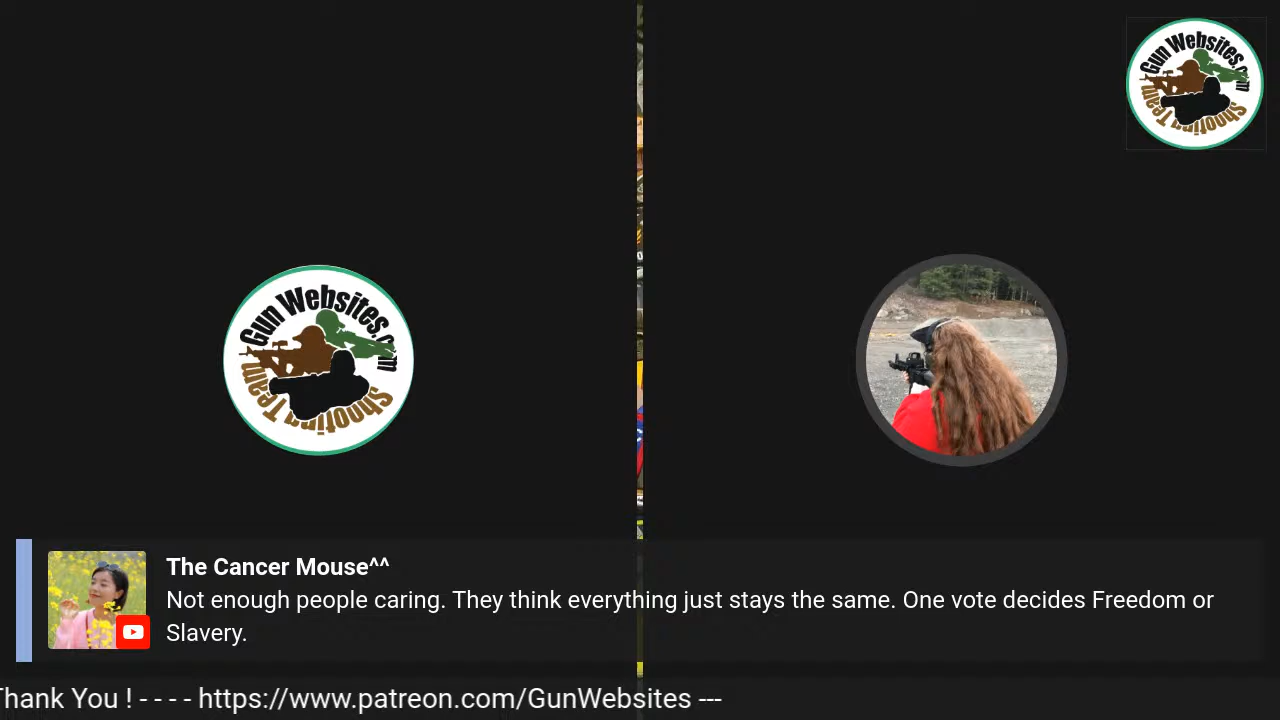 Gun Websites.com
Shooting Team
Gun Websites.com
Shooting Team
The Cancer Mouse^^
Not enough people caring. They think everything just stays the same. One vote decides Freedom or
Slavery.
Thank You ! - - - - https://www.patreon.com/GunWebsites ---